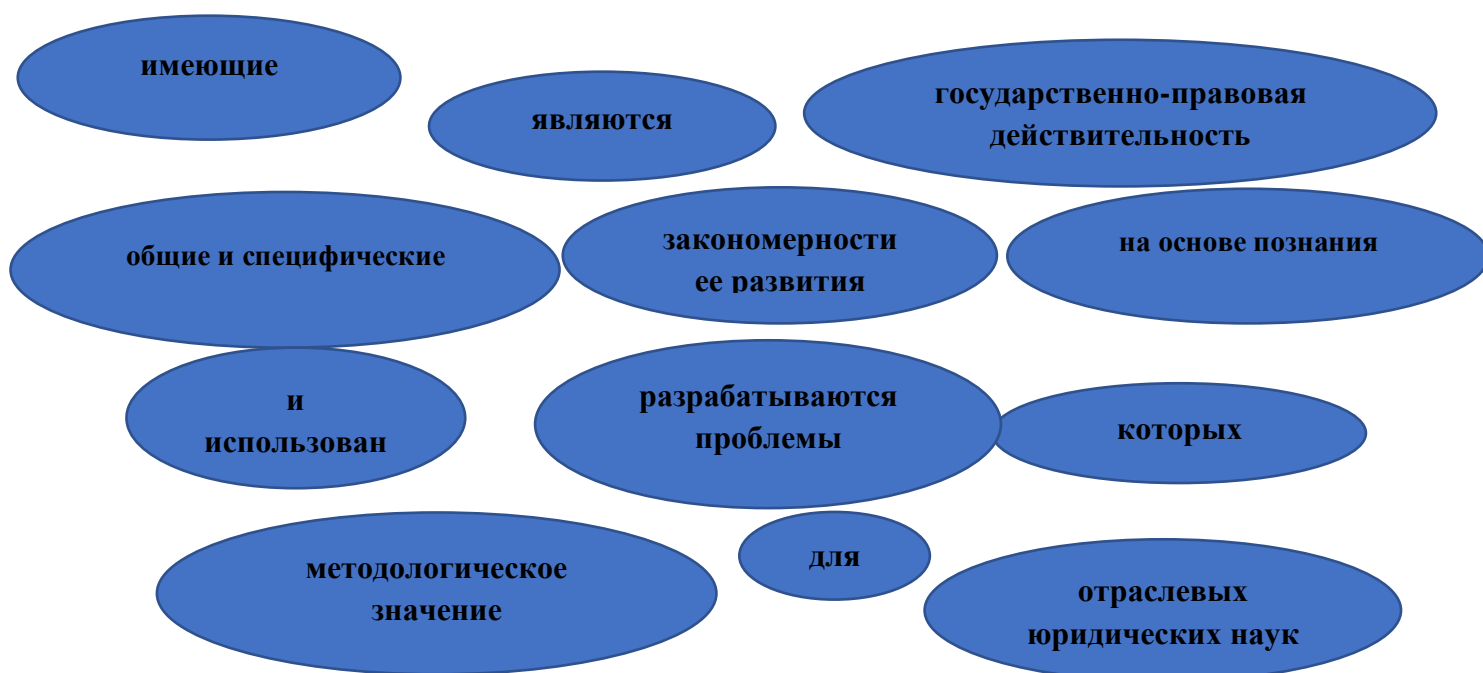 имеющие
являются
государственно-правовая
действительность
общие и специфические
закономерности
ее развития
на основе познания
и
использован
разрабатываются
проблемы
которых
методологическое
значение
для
отраслевых
юридических наук